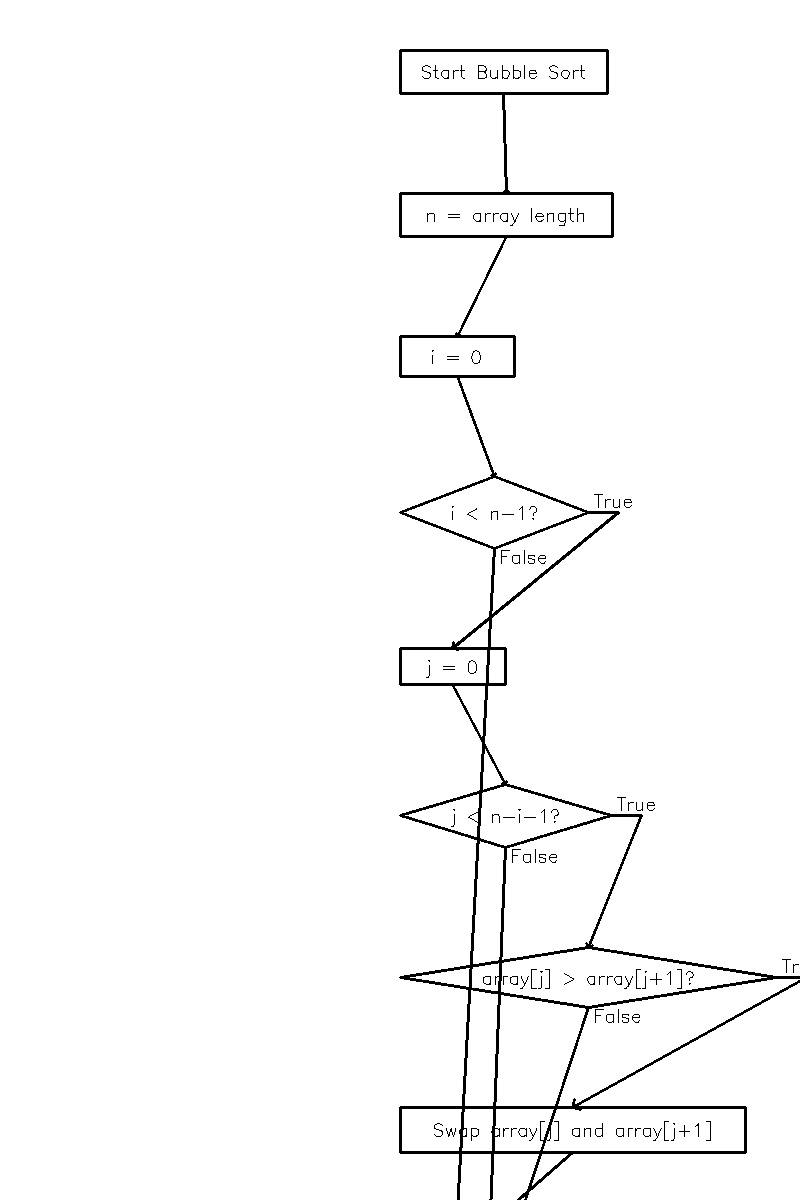 Start Bubble Sort
n = array length
i = 0
True
i < n-1?
False
j = 0
True
j < n-i-1?
False
Tr
array[j] > array[j+1]?
False
Swap array[j] and array[j+1]